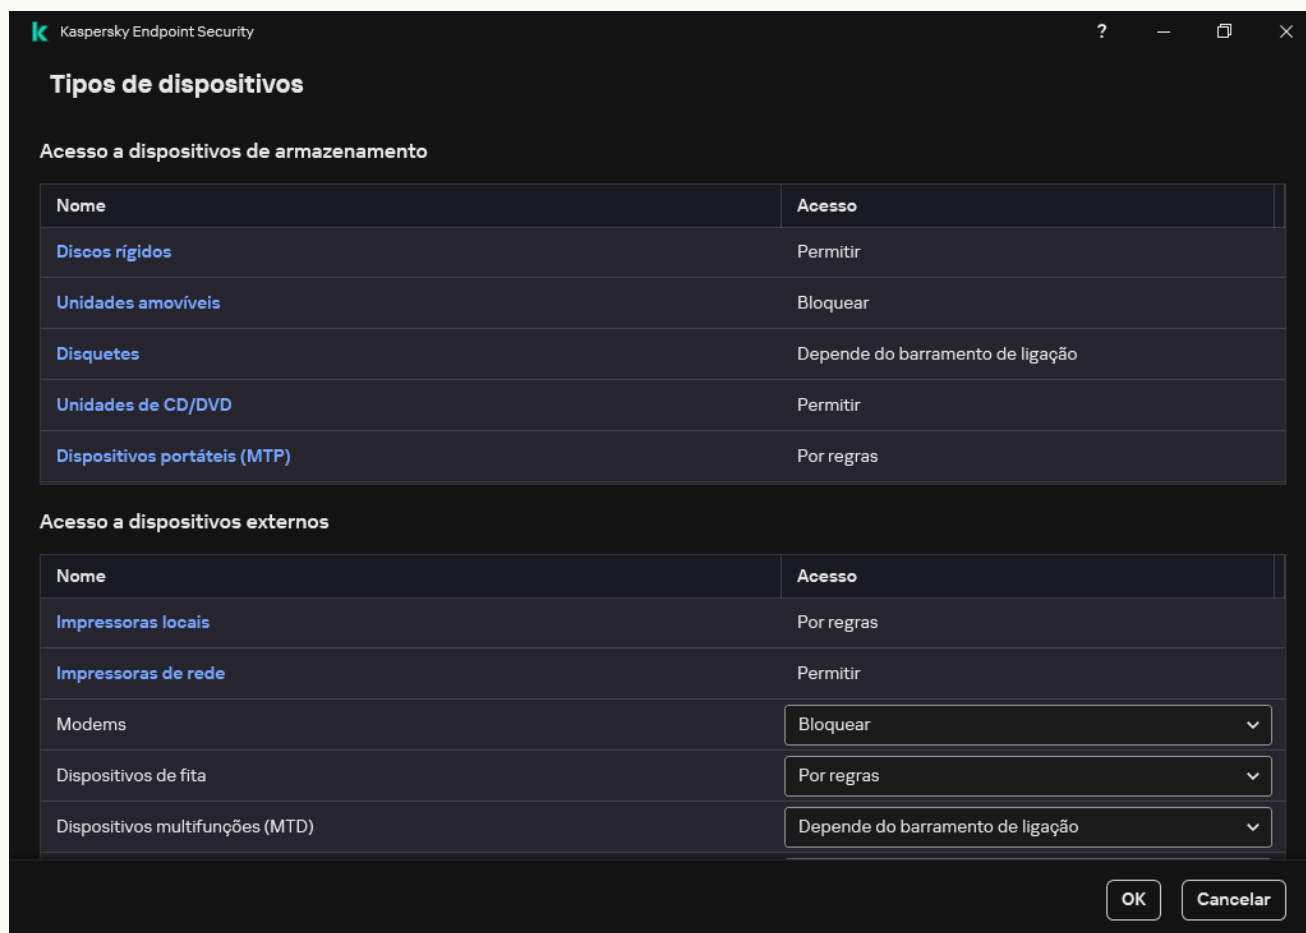 Kaspersky Endpoint Security
?
Tipos de dispositivos
Acesso a dispositivos de armazenamento
Nome Acesso
Discos rígidos Permitir
Unidades amovíveis Bloquear
Disquetes Depende do barramento de ligação
Unidades de CD/DVD Permitir
Dispositivos portáteis (MTP) Por regras
Acesso a dispositivos externos
Nome Acesso
Impressoras locais Por regras
Impressoras de rede Permitir
Modems Bloquear
Dispositivos de fita Por regras
Dispositivos multifunções (MTD) Depende do barramento de ligação
OK Cancelar